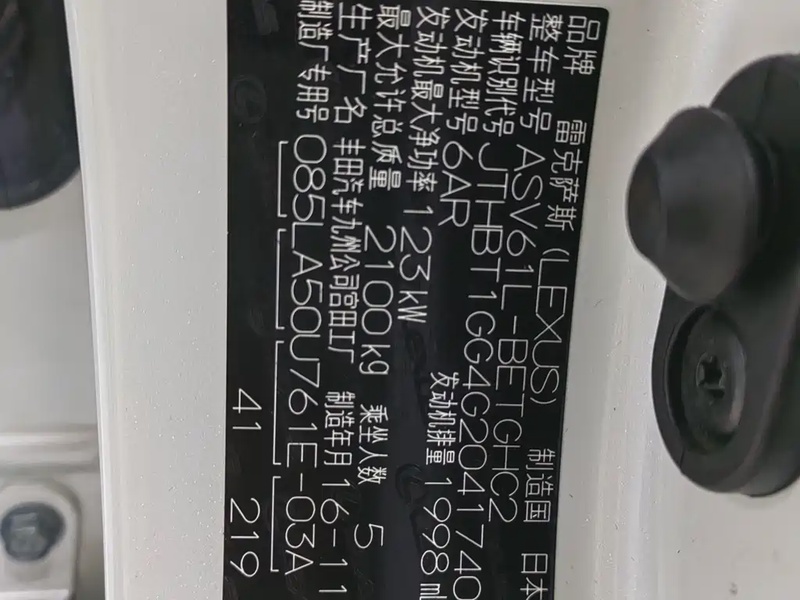 品牌 雷克萨斯 (LEXUS) 制造国 日本
整车型号 ASV61L-BETGHC2
车辆识别代号 JTHBT1GG4G2041740
发动机型号 6AR 发动机排量 1998 ml
发动机最大净功率 123 kW
最大允许总质量 2100 kg 乘坐人数 5
生产厂名 丰田汽车九州公司宫田工厂 制造年月 16-11
制造厂专用号 085LA50U761E-03A
41 219